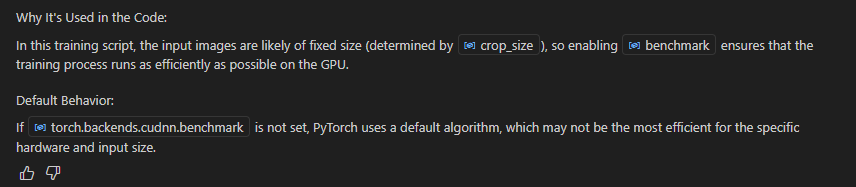 Why It's Used in the Code:
In this training script, the input images are likely of fixed size (determined by crop_size ), so enabling benchmark ensures that the
training process runs as efficiently as possible on the GPU.
Default Behavior:
If torch.backends.cudnn.benchmark is not set, PyTorch uses a default algorithm, which may not be the most efficient for the specific
hardware and input size.